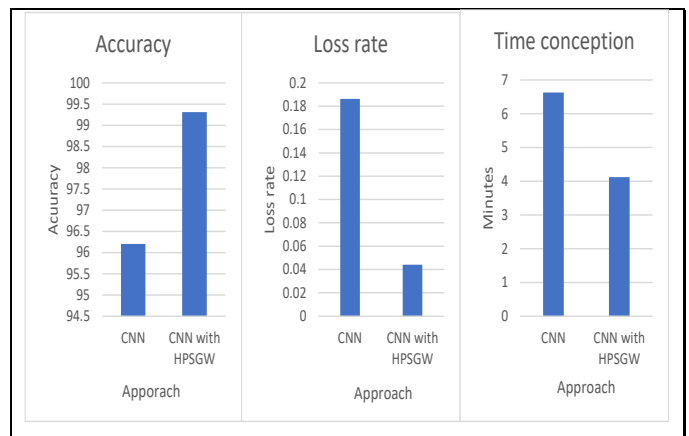 Accuracy
Acuuracy
100
99.5
99
98.5
98
97.5
97
96.5
96
95.5
95
94.5
CNN
CNN with
HPSGW
Apporach
Loss rate
Loss rate
0.2
0.18
0.16
0.14
0.12
0.1
0.08
0.06
0.04
0.02
0
CNN
CNN with
HPSGW
Approach
Time conception
Minutes
7
6
5
4
3
2
1
0
CNN
CNN with
HPSGW
Approach